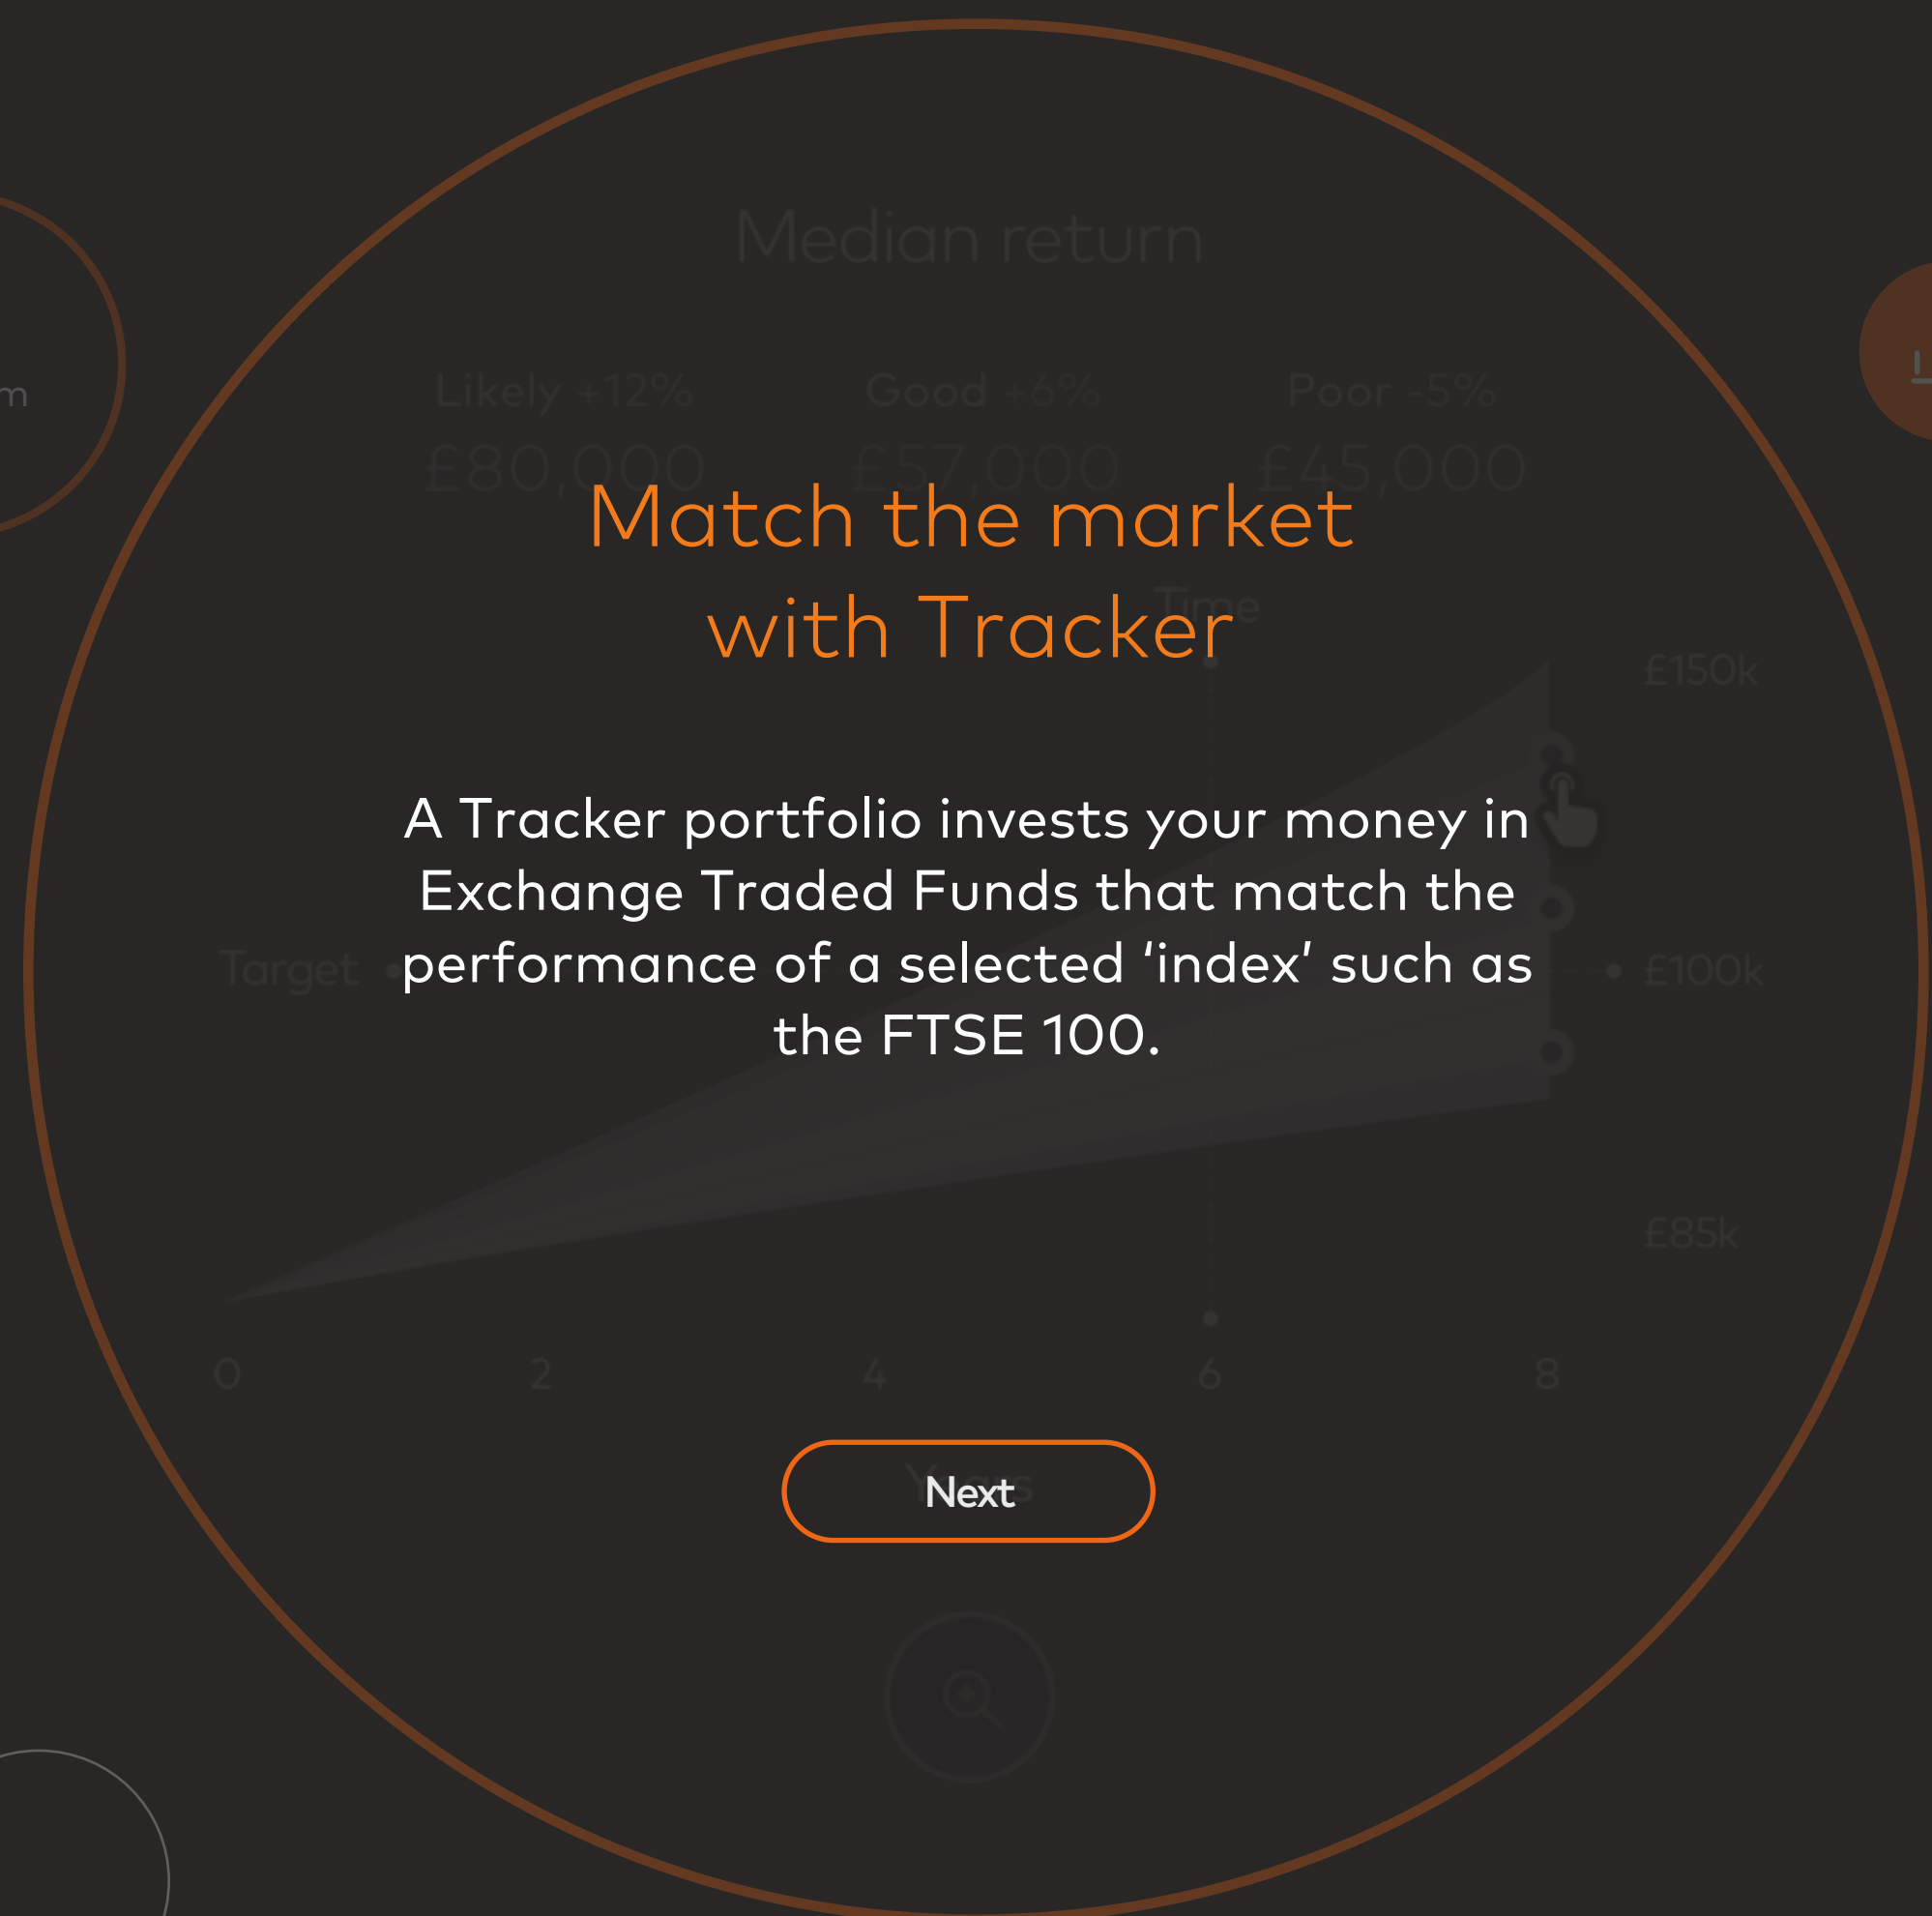 Median return
m
Likely +12% Good +6% Poor -5%
£80,000 £57,000 £45,000
Match the market
Time
with Tracker
£150k
A Tracker portfolio invests your money in
Exchange Traded Funds that match the
performance of a selected ‘index’ such as
Target £100k
the FTSE 100.
£85k
0 2 4 6 8
Years
Next